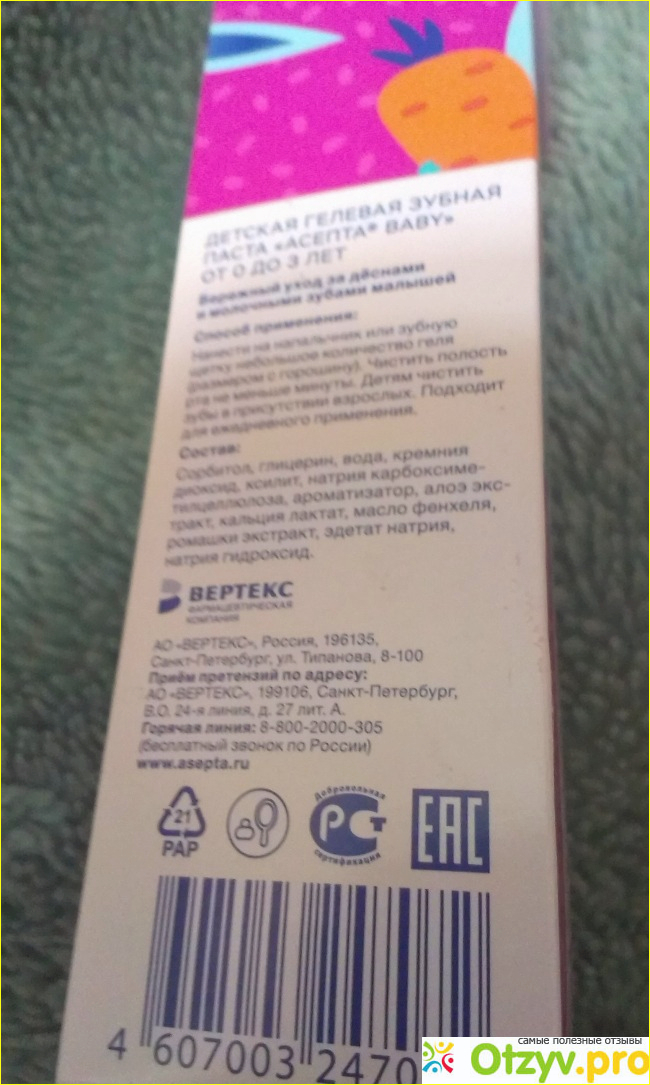 ДЕТСКАЯ ГЕЛЕВАЯ ЗУБНАЯ
ПАСТА «АСЕПТА® BABY»
ОТ 0 ДО 3 ЛЕТ
Бережный уход за дёснами
и молочными зубами малышей
Способ применения:
Нанести на напальчник или зубную
щетку небольшое количество геля
(размером с горошину). Чистить полость
рта не меньше минуты. Детям чистить
зубы в присутствии взрослых. Подходит
для ежедневного применения.
Состав:
Сорбитол, глицерин, вода, кремния
диоксид, ксилит, натрия карбоксиме-
тилцеллюлоза, ароматизатор, алоэ экс-
тракт, кальция лактат, масло фенхеля,
ромашки экстракт, эдетат натрия,
натрия гидроксид.
ВЕРТЕКС
ФАРМАЦЕВТИЧЕСКАЯ
КОМПАНИЯ
АО «ВЕРТЕКС», Россия, 196135,
Санкт-Петербург, ул. Типанова, 8-100
Приём претензий по адресу:
АО «ВЕРТЕКС», 199106, Санкт-Петербург,
В.О. 24-я линия, д. 27 лит. А.
Горячая линия: 8-800-2000-305
(бесплатный звонок по России)
www.asepta.ru
21
PAP
Добровольная
РСТ
сертификация
EAC
4 607003 2470
самые полезные отзывы
Otzyv.pro